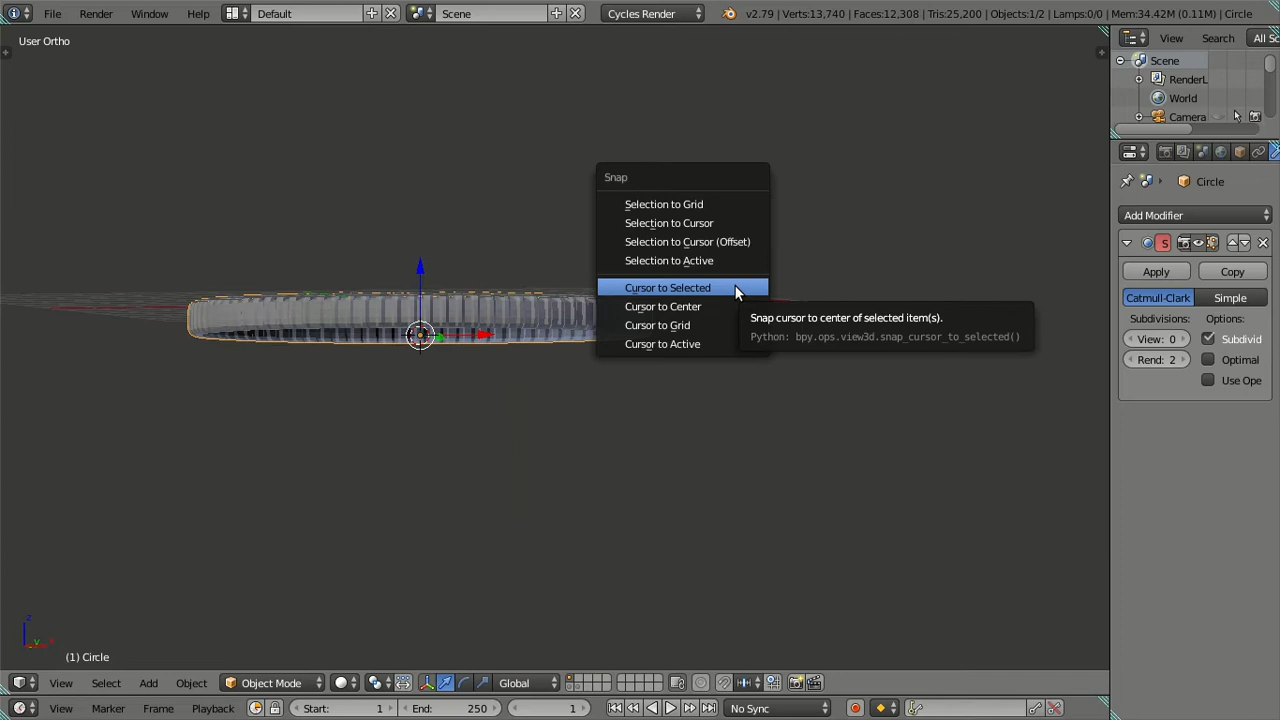 File Render Window Help Default Scene Cycles Render v2.79 | Verts:13,740 | Faces:12,308 | Tris:25,200 | Objects:1/2 | Lamps:0/0 | Mem:34.42M (0.11M) | Circle
User Ortho
View Search All Sc
Scene
RenderL
World
Camera
Circle
Add Modifier
S
Apply Copy
Catmull-Clark Simple
Subdivisions: Options:
View: 0 Subdivid
Rend: 2 Optimal
Use Ope
Snap
Selection to Grid
Selection to Cursor
Selection to Cursor (Offset)
Selection to Active
Cursor to Selected
Cursor to Center
Cursor to Grid
Cursor to Active
Snap cursor to center of selected item(s).
Python: bpy.ops.view3d.snap_cursor_to_selected()
z
y x
(1) Circle
View Select Add Object Object Mode Global
View Marker Frame Playback Start: 1 End: 250 1 No Sync